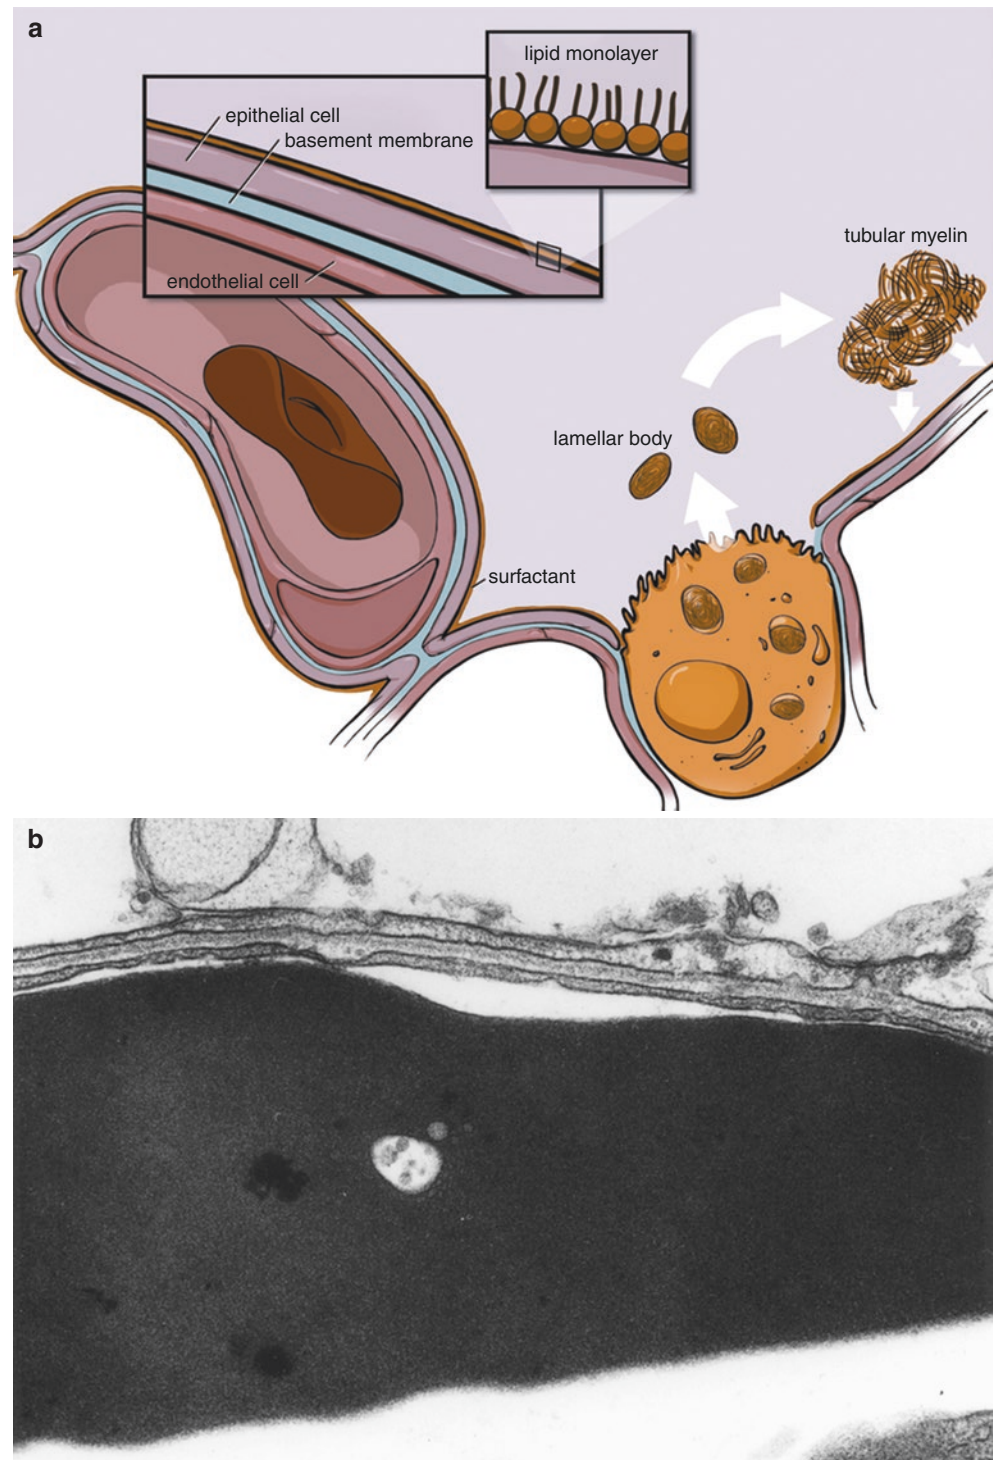 a
lipid monolayer
epithelial cell
basement membrane
endothelial cell
tubular myelin
lamellar body
surfactant
b